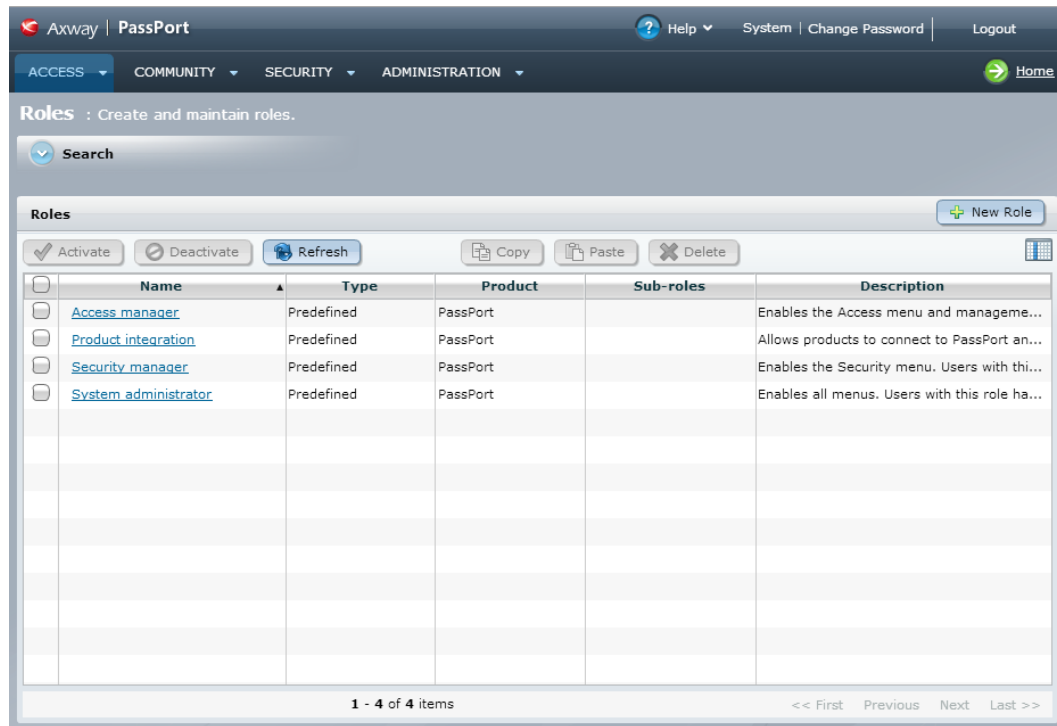 Axway | PassPort ? Help System | Change Password | Logout
ACCESS COMMUNITY SECURITY ADMINISTRATION Home
Roles : Create and maintain roles.
Search
Roles New Role
Activate Deactivate Refresh Copy Paste Delete
Name Type Product Sub-roles Description
Access manager Predefined PassPort Enables the Access menu and manageme...
Product integration Predefined PassPort Allows products to connect to PassPort an...
Security manager Predefined PassPort Enables the Security menu. Users with thi...
System administrator Predefined PassPort Enables all menus. Users with this role ha...
1 - 4 of 4 items << First Previous Next Last >>